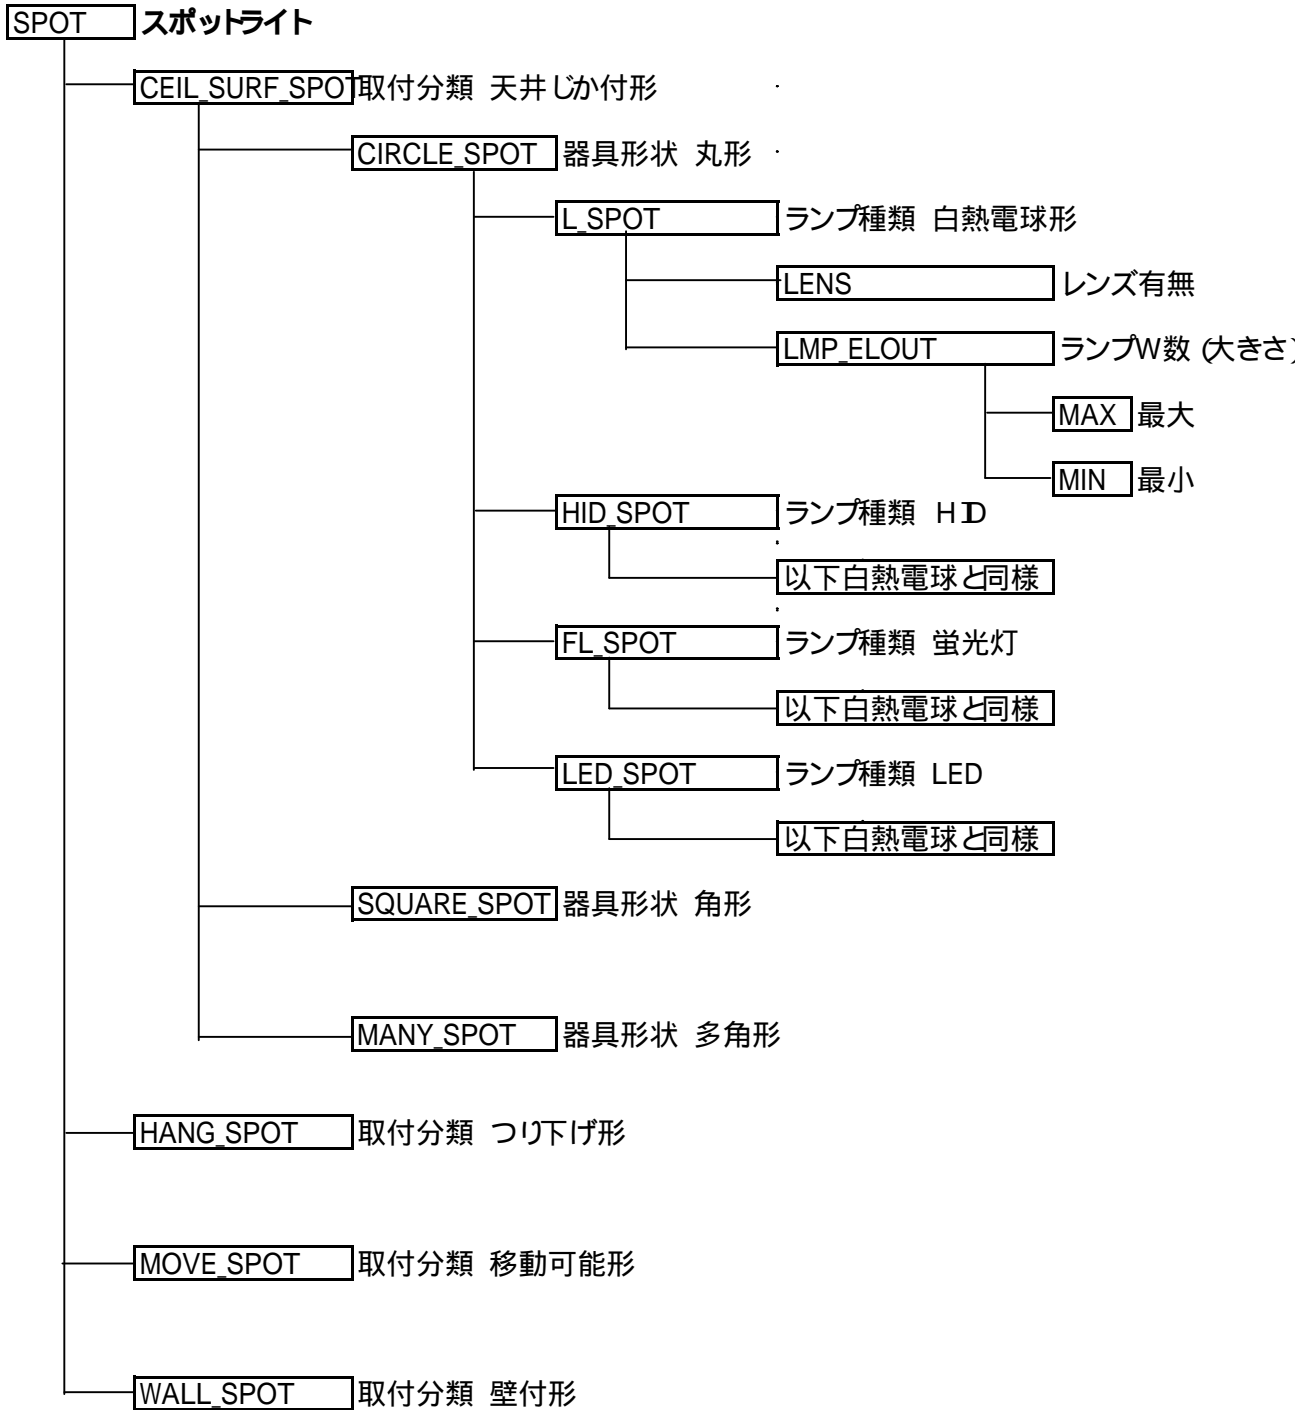 SPOT スポットライト
CEIL_SURF_SPOT 取付分類 天井じか付形
CIRCLE_SPOT 器具形状 丸形
L_SPOT ランプ種類 白熱電球形
LENS レンズ有無
LMP_ELOUT ランプW数 (大きさ)
MAX 最大
MIN 最小
HID_SPOT ランプ種類 HID
以下白熱電球と同様
FL_SPOT ランプ種類 蛍光灯
以下白熱電球と同様
LED_SPOT ランプ種類 LED
以下白熱電球と同様
SQUARE_SPOT 器具形状 角形
MANY_SPOT 器具形状 多角形
HANG_SPOT 取付分類 つり下げ形
MOVE_SPOT 取付分類 移動可能形
WALL_SPOT 取付分類 壁付形